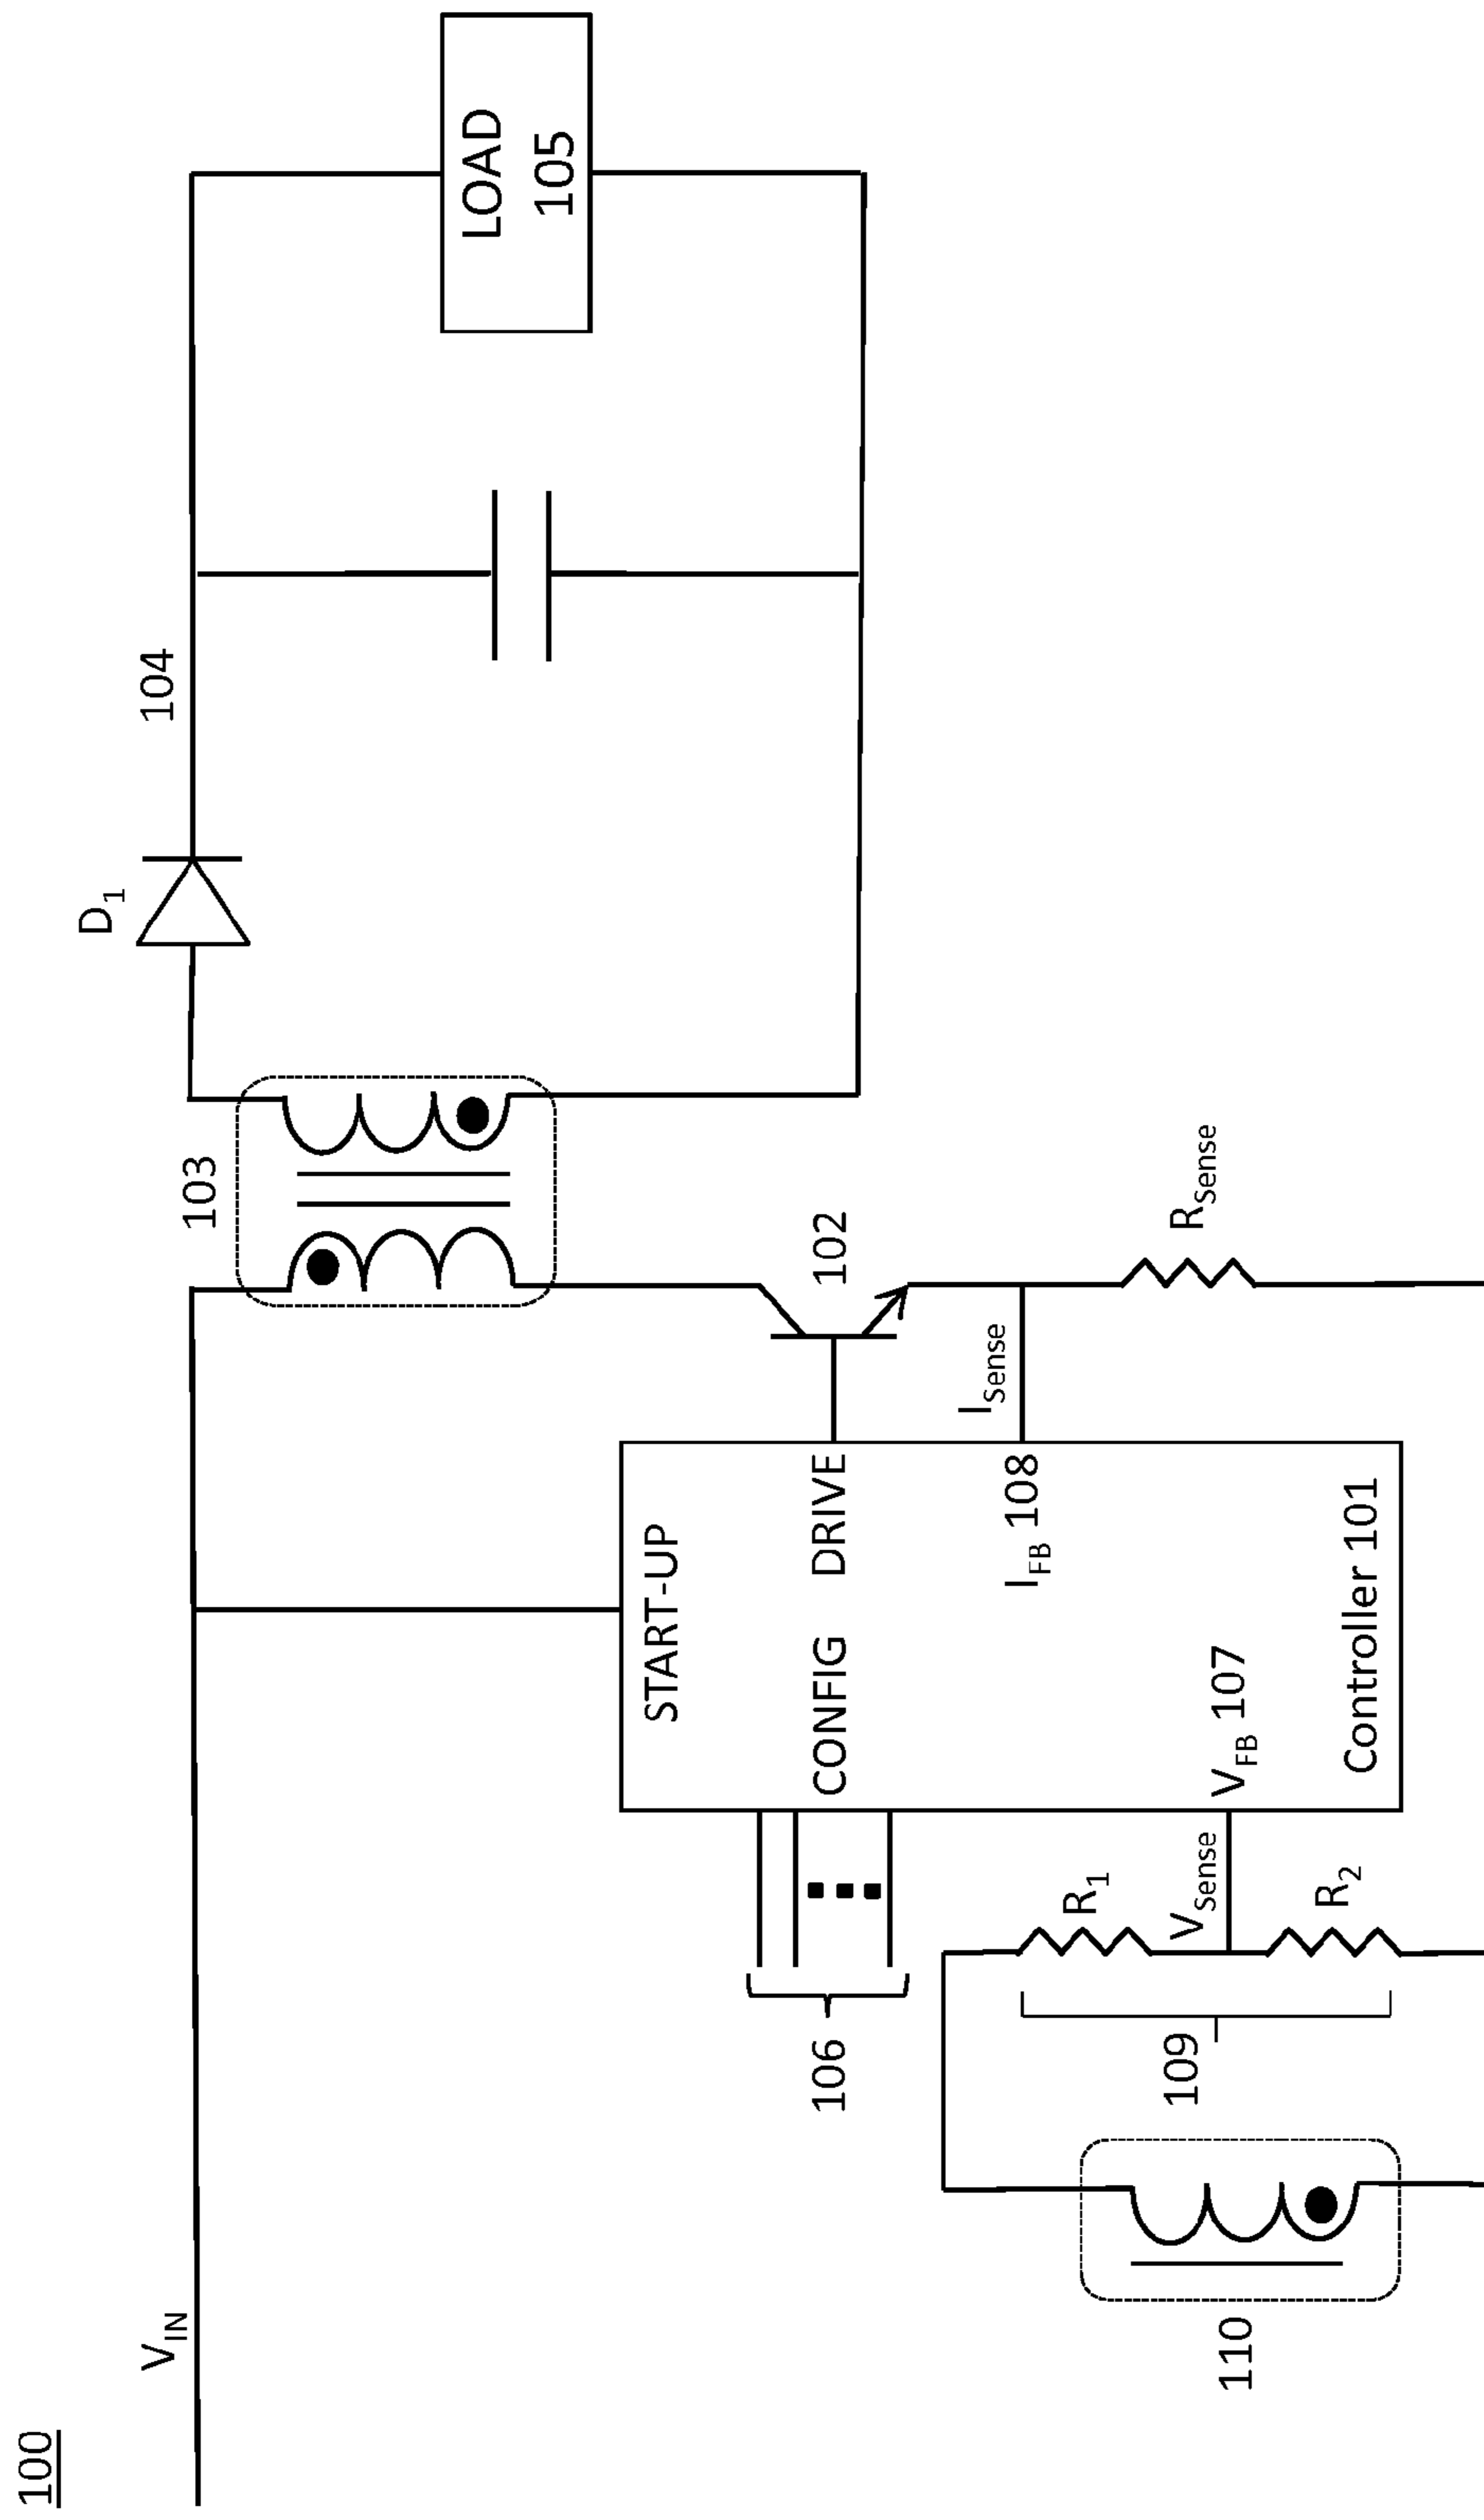 100
V_IN
103
D_1
104
LOAD
105
START-UP
CONFIG DRIVE
102
106
I_Sense
I_FB 108
R_Sense
R_1
V_Sense
V_FB 107
109
110
R_2
Controller 101